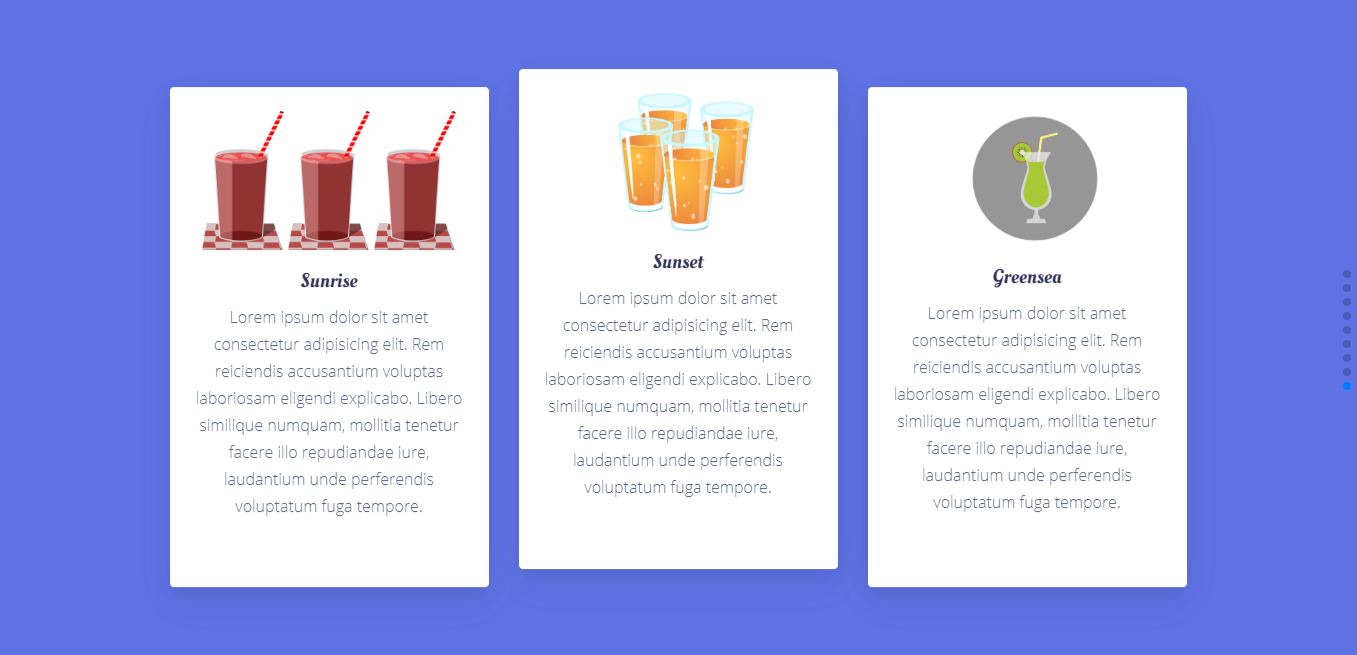 Sunrise
Lorem ipsum dolor sit amet
consectetur adipisicing elit. Rem
reiciendis accusantium voluptas
laboriosam eligendi explicabo. Libero
similique numquam, mollitia tenetur
facere illo repudiandae iure,
laudantium unde perferendis
voluptatum fuga tempore.
Sunset
Lorem ipsum dolor sit amet
consectetur adipisicing elit. Rem
reiciendis accusantium voluptas
laboriosam eligendi explicabo. Libero
similique numquam, mollitia tenetur
facere illo repudiandae iure,
laudantium unde perferendis
voluptatum fuga tempore.
Greensea
Lorem ipsum dolor sit amet
consectetur adipisicing elit. Rem
reiciendis accusantium voluptas
laboriosam eligendi explicabo. Libero
similique numquam, mollitia tenetur
facere illo repudiandae iure,
laudantium unde perferendis
voluptatum fuga tempore.